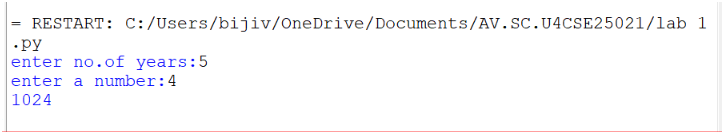 = RESTART: C:/Users/bijiv/OneDrive/Documents/AV.SC.U4CSE25021/lab 1
.py
enter no.of years:5
enter a number:4
1024